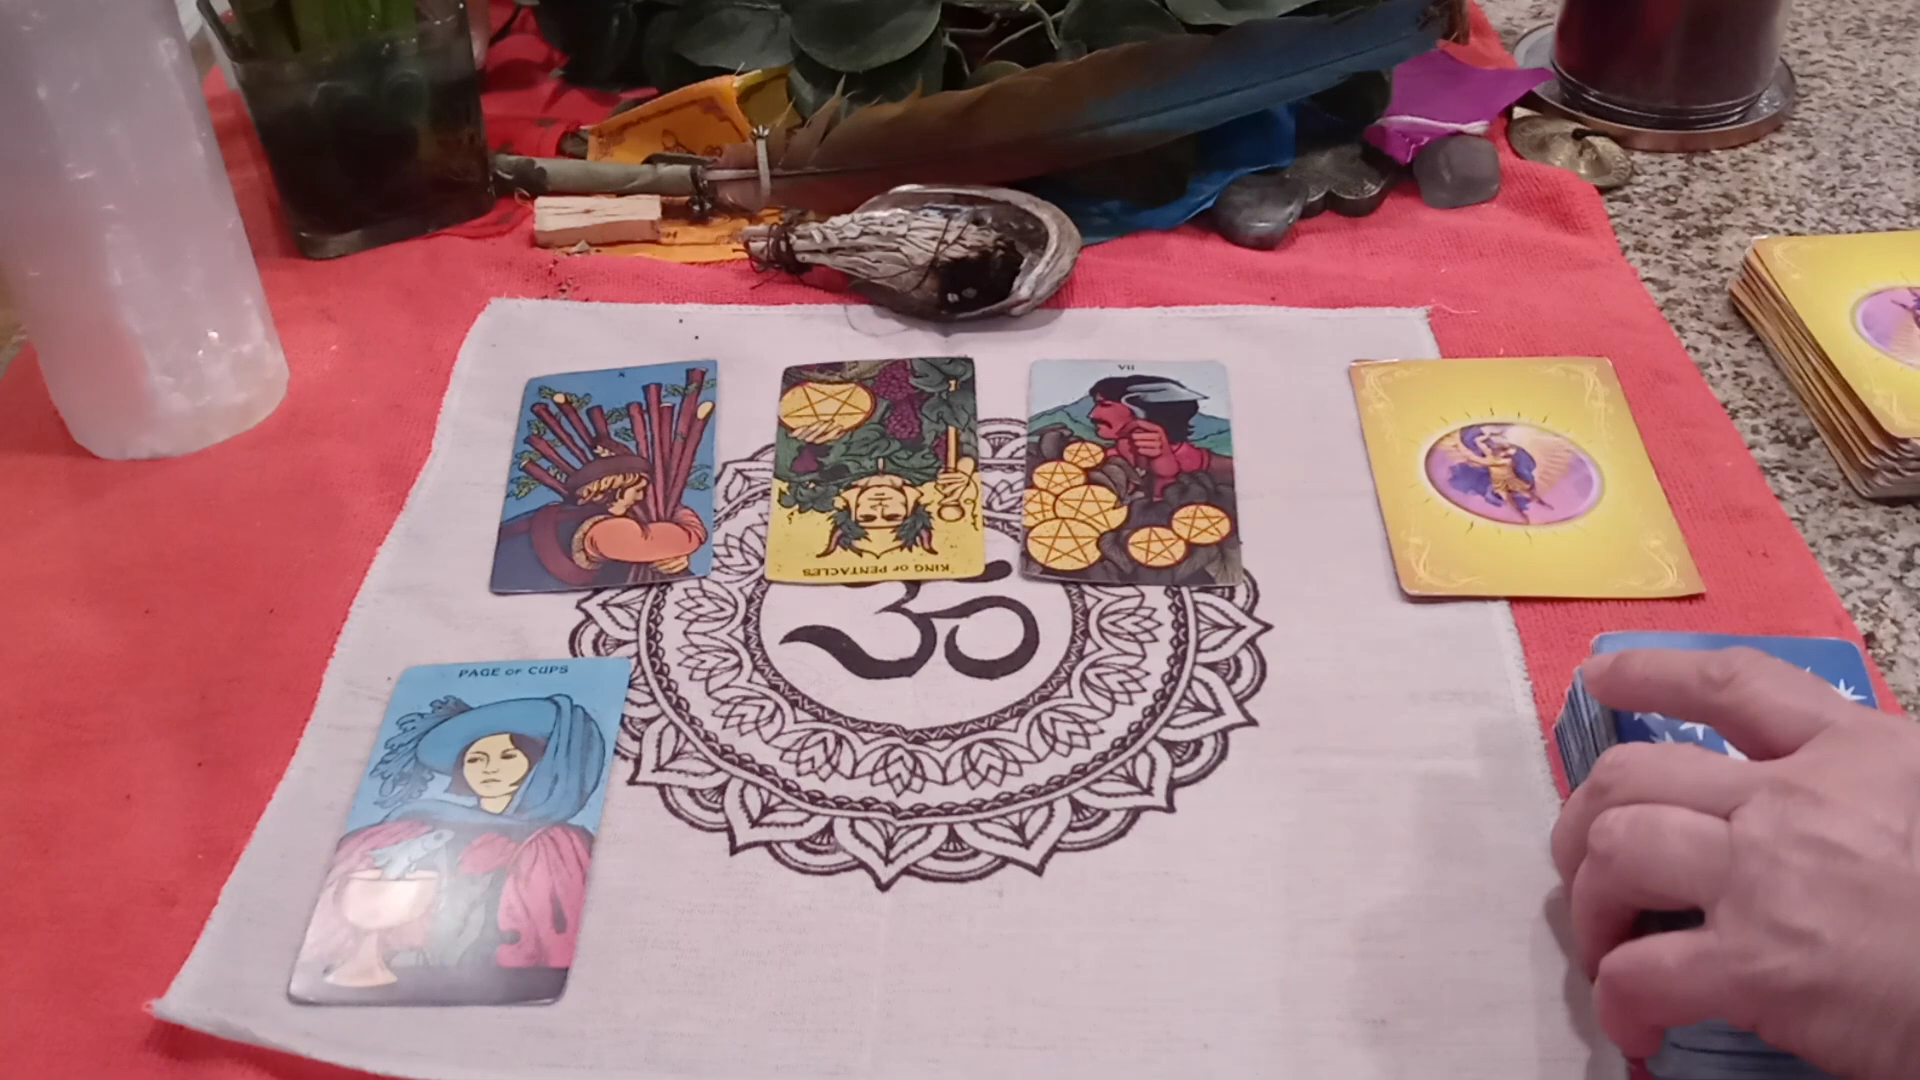 X
KING OF PENTACLES
VII
ॐ
PAGE OF CUPS